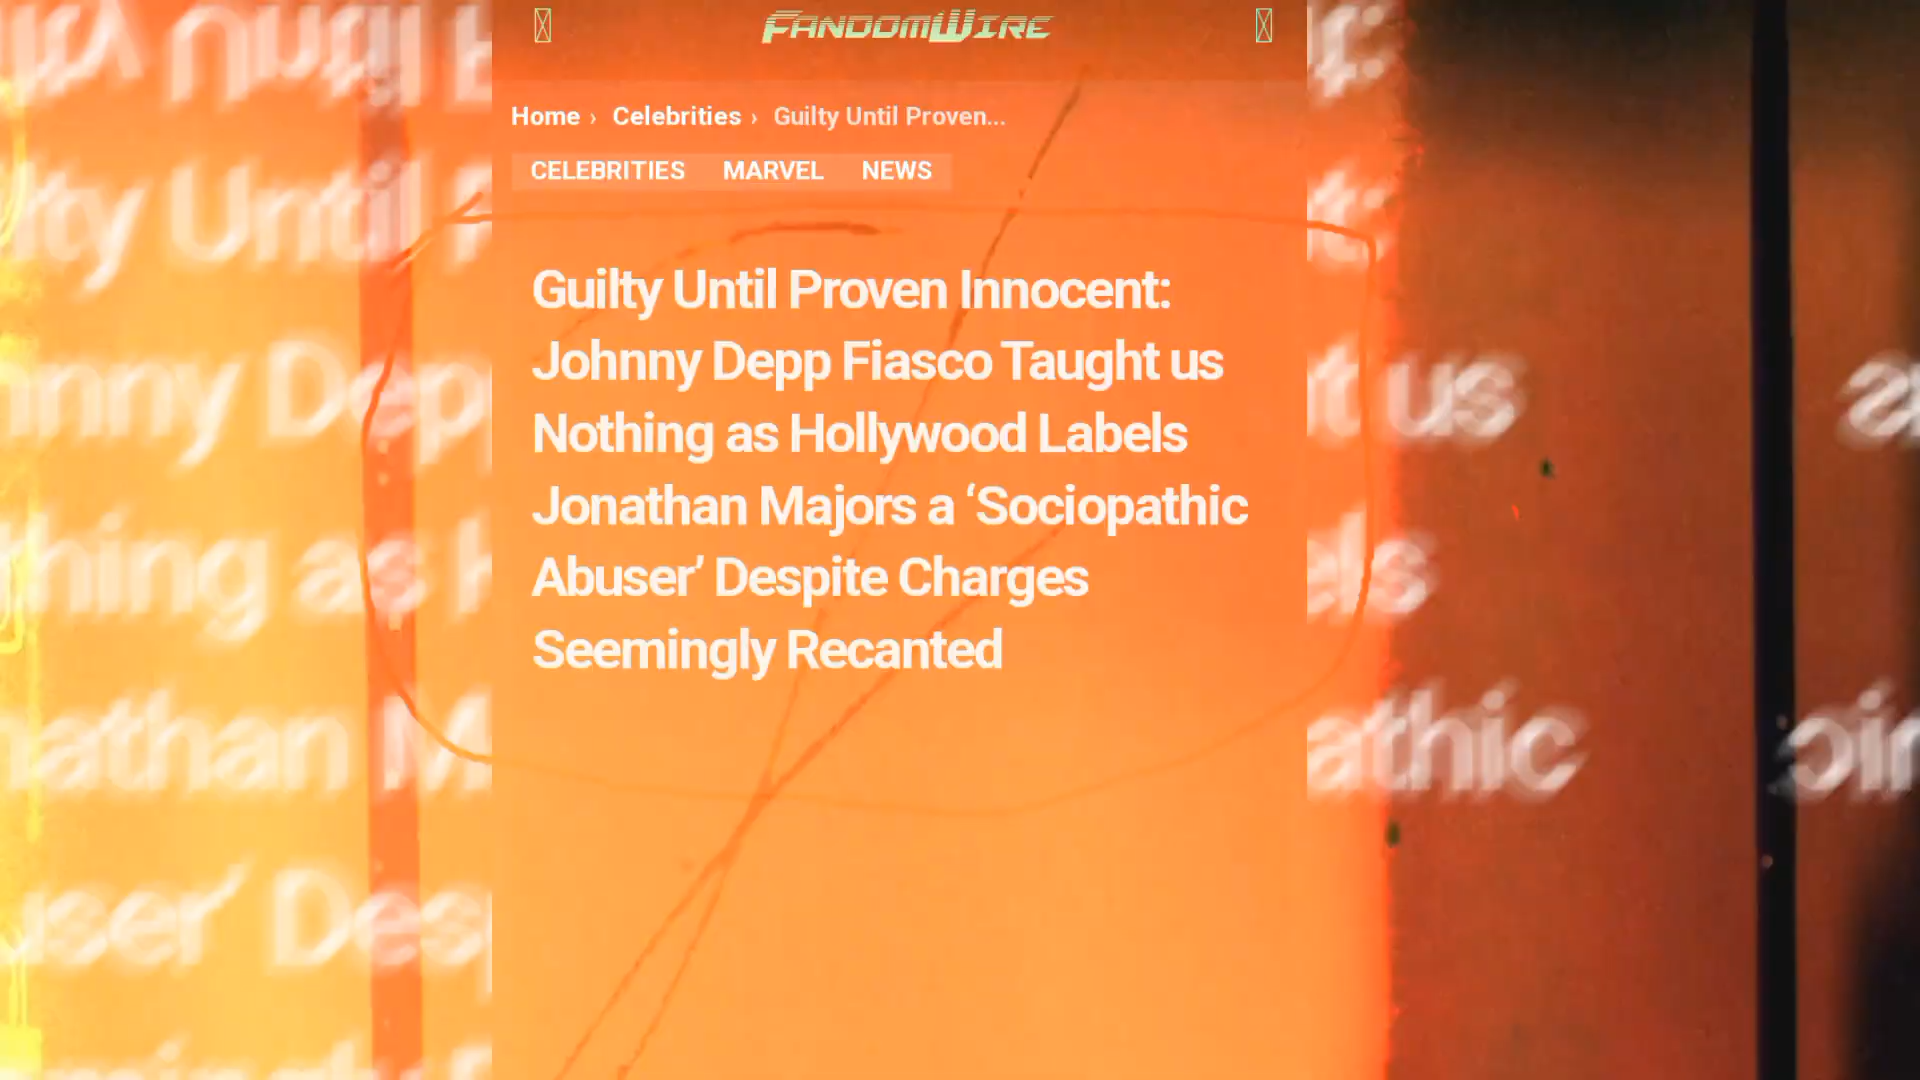 FANDOMWIRE
Home › Celebrities › Guilty Until Proven...
CELEBRITIES MARVEL NEWS
Guilty Until Proven Innocent:
Johnny Depp Fiasco Taught us
Nothing as Hollywood Labels
Jonathan Majors a ‘Sociopathic
Abuser’ Despite Charges
Seemingly Recanted